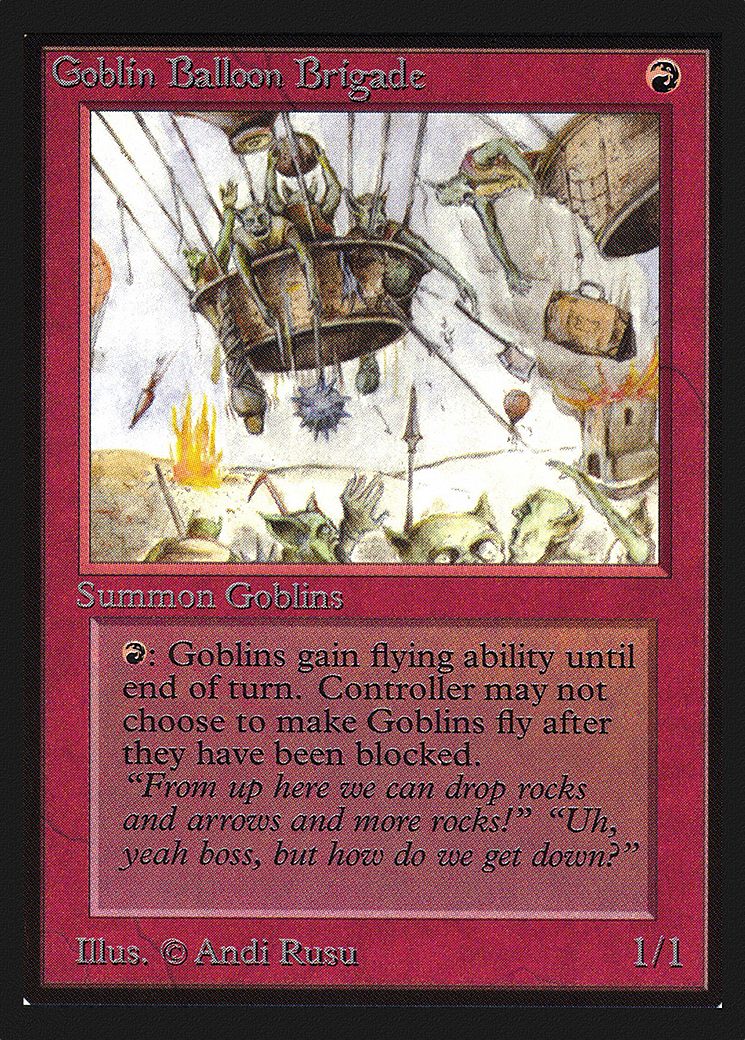 Goblin Balloon Brigade
Summon Goblins
: Goblins gain flying ability until
end of turn. Controller may not
choose to make Goblins fly after
they have been blocked.
“From up here we can drop rocks
and arrows and more rocks!” “Uh,
yeah boss, but how do we get down?”
Illus. © Andi Rusu
1/1